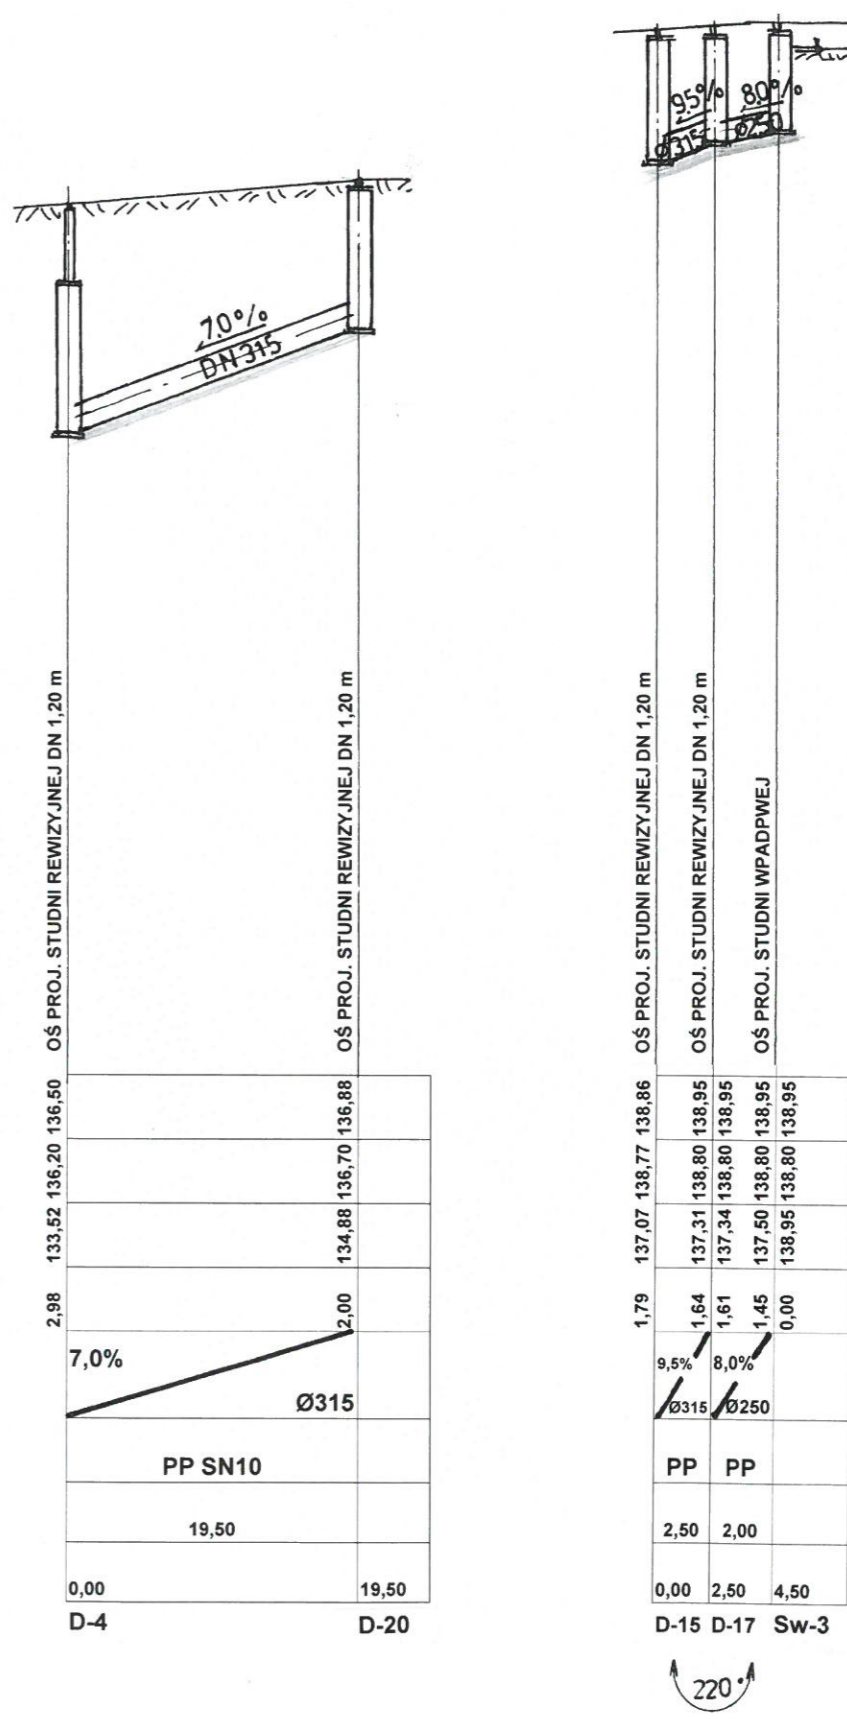 7.0%
DN 315
9.5%
Ø315
8.0%
Ø250
OŚ PROJ. STUDNI REWIZYJNEJ DN 1,20 m
OŚ PROJ. STUDNI REWIZYJNEJ DN 1,20 m
136,50
136,88
136,20
136,70
133,52
134,88
2,98
2,00
7,0%
Ø315
PP SN10
19,50
0,00 19,50
D-4 D-20
OŚ PROJ. STUDNI REWIZYJNEJ DN 1,20 m
OŚ PROJ. STUDNI REWIZYJNEJ DN 1,20 m
OŚ PROJ. STUDNI WPADPWEJ
138,86 138,95 138,95 138,95 138,95
138,77 138,80 138,80 138,80 138,80
137,07 137,31 137,34 137,50 138,95
1,79 1,64 1,61 1,45 0,00
9,5% 8,0%
Ø315 Ø250
PP PP
2,50 2,00
0,00 2,50 4,50
D-15 D-17 Sw-3
220°